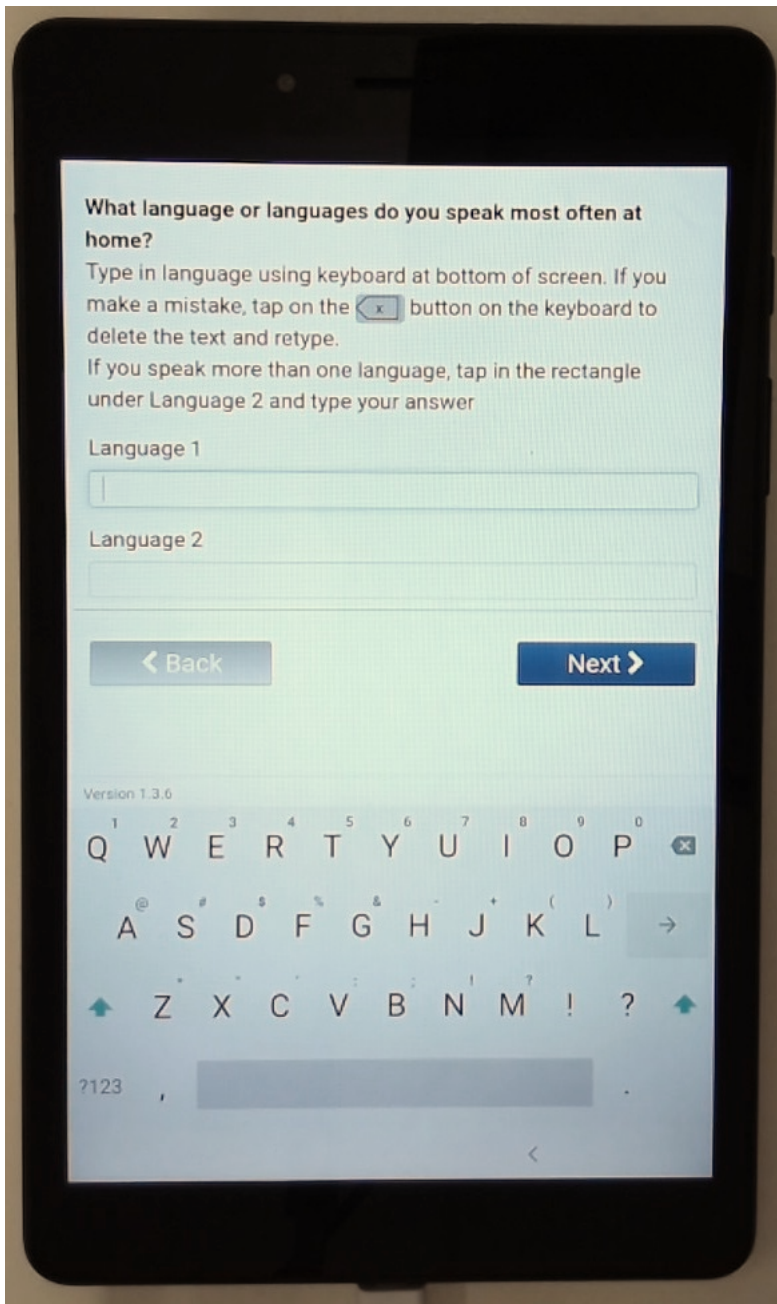 What language or languages do you speak most often at
home?
Type in language using keyboard at bottom of screen. If you
make a mistake, tap on the x button on the keyboard to
delete the text and retype.
If you speak more than one language, tap in the rectangle
under Language 2 and type your answer
Language 1
Language 2
Back Next
Version 1.3.6
1 2 3 4 5 6 7 8 9 0
Q W E R T Y U I O P
@ # $ % & - + ( )
A S D F G H J K L
: ; ! ?
Z X C V B N M ! ?
?123 , .